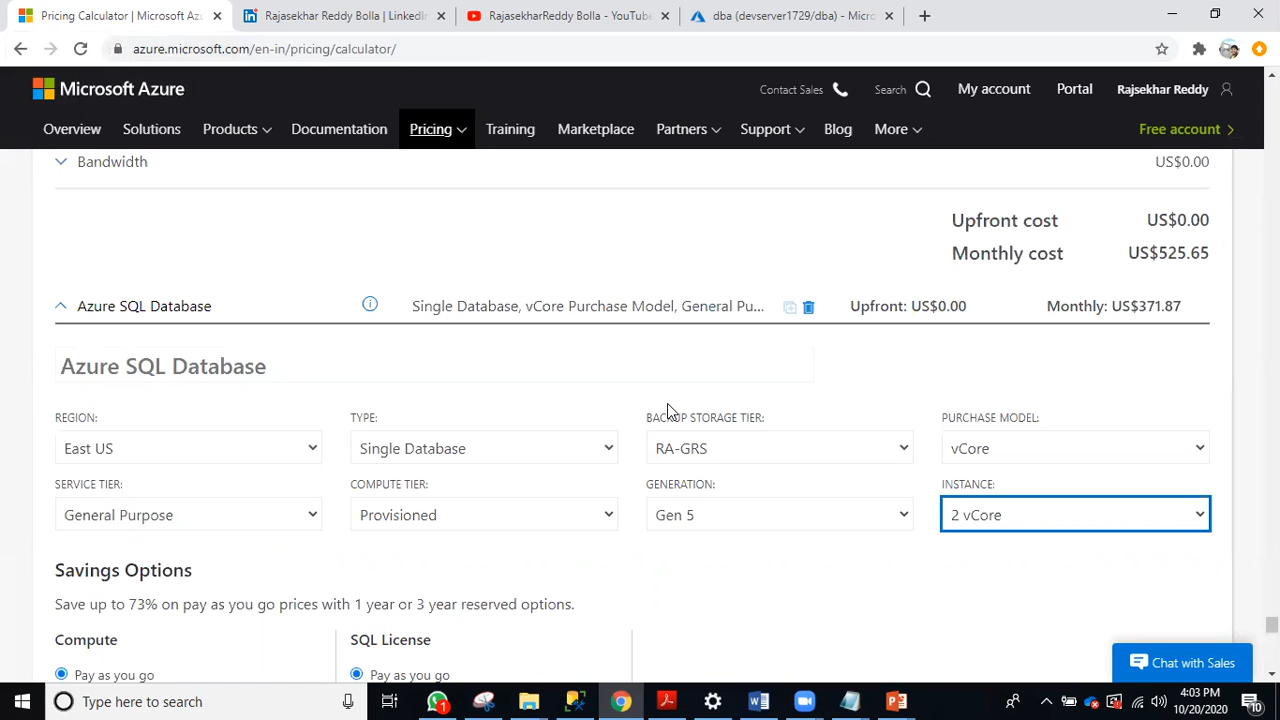 Pricing Calculator | Microsoft Az
Rajasekhar Reddy Bolla | LinkedIn
RajasekharReddy Bolla - YouTube
dba (devserver1729/dba) - Micro
azure.microsoft.com/en-in/pricing/calculator/
Microsoft Azure
Contact Sales
Search
My account
Portal
Rajsekhar Reddy
Overview
Solutions
Products
Documentation
Pricing
Training
Marketplace
Partners
Support
Blog
More
Free account
Bandwidth
US$0.00
Upfront cost US$0.00
Monthly cost US$525.65
Azure SQL Database
Single Database, vCore Purchase Model, General Pu...
Upfront: US$0.00
Monthly: US$371.87
Azure SQL Database
REGION:
TYPE:
BACKUP STORAGE TIER:
PURCHASE MODEL:
East US
Single Database
RA-GRS
vCore
SERVICE TIER:
COMPUTE TIER:
GENERATION:
INSTANCE:
General Purpose
Provisioned
Gen 5
2 vCore
Savings Options
Save up to 73% on pay as you go prices with 1 year or 3 year reserved options.
Compute
SQL License
Pay as you go
Pay as you go
Chat with Sales
Type here to search
1
4:03 PM
10/20/2020
10